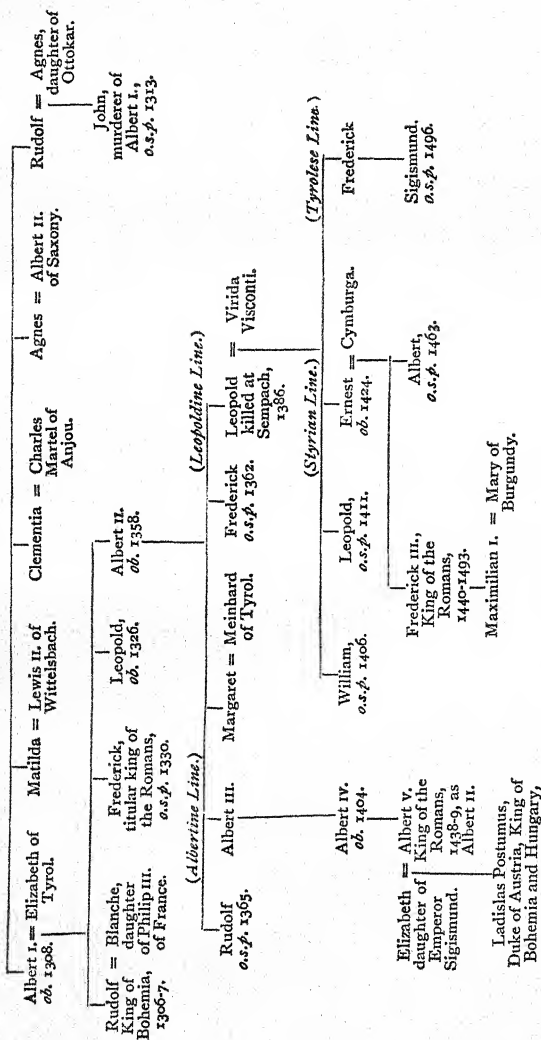 Albert I. = Elizabeth of
ob. 1308. Tyrol.
Matilda = Lewis II. of
Wittelsbach.
Clementia = Charles
Martel of
Anjou.
Agnes = Albert II.
of Saxony.
Rudolf = Agnes,
daughter of
Ottokar.
John,
murderer of
Albert I.,
o.s.p. 1313.
Rudolf = Blanche,
King of daughter
Bohemia, of Philip III.
1306-7. of France.
Frederick,
titular king of
the Romans,
o.s.p. 1330.
Leopold,
ob. 1326.
Albert II.
ob. 1358.
(Albertine Line.)
(Leopoldine Line.)
Rudolf
o.s.p. 1365.
Albert III.
Margaret = Meinhard
of Tyrol.
Frederick
o.s.p. 1362.
Leopold = Virida
killed at Visconti.
Sempach,
1386.
(Styrian Line.)
(Tyrolese Line.)
Albert IV.
ob. 1404.
William,
o.s.p. 1406.
Leopold,
o.s.p. 1411.
Ernest = Cymburga.
ob. 1424.
Frederick
Elizabeth = Albert V.
daughter of King of the
Emperor Romans,
Sigismund. 1438-9, as
Albert II.
Frederick III.,
King of the
Romans,
1440-1493.
Albert,
o.s.p. 1463.
Sigismund.
o.s.p. 1496.
Ladislas Postumus,
Duke of Austria, King of
Bohemia and Hungary,
Maximilian I. = Mary of
Burgundy.